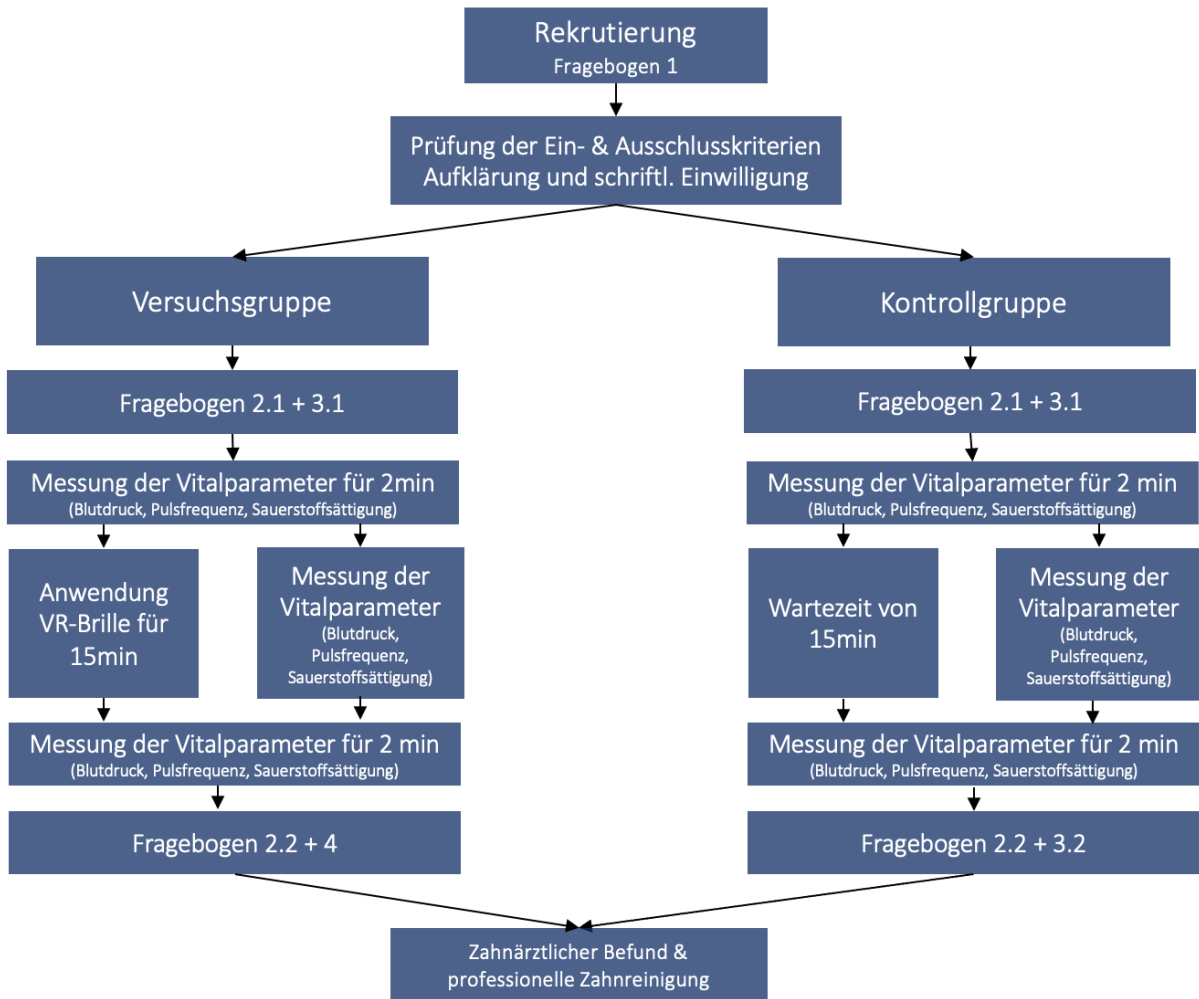 Rekrutierung
Fragebogen 1
Prüfung der Ein- & Ausschlusskriterien
Aufklärung und schriftl. Einwilligung
Versuchsgruppe
Kontrollgruppe
Fragebogen 2.1 + 3.1
Fragebogen 2.1 + 3.1
Messung der Vitalparameter für 2min
(Blutdruck, Pulsfrequenz, Sauerstoffsättigung)
Messung der Vitalparameter für 2 min
(Blutdruck, Pulsfrequenz, Sauerstoffsättigung)
Anwendung
VR-Brille für
15min
Messung der
Vitalparameter
(Blutdruck,
Pulsfrequenz,
Sauerstoffsättigung)
Wartezeit von
15min
Messung der
Vitalparameter
(Blutdruck,
Pulsfrequenz,
Sauerstoffsättigung)
Messung der Vitalparameter für 2 min
(Blutdruck, Pulsfrequenz, Sauerstoffsättigung)
Messung der Vitalparameter für 2 min
(Blutdruck, Pulsfrequenz, Sauerstoffsättigung)
Fragebogen 2.2 + 4
Fragebogen 2.2 + 3.2
Zahnärztlicher Befund &
professionelle Zahnreinigung